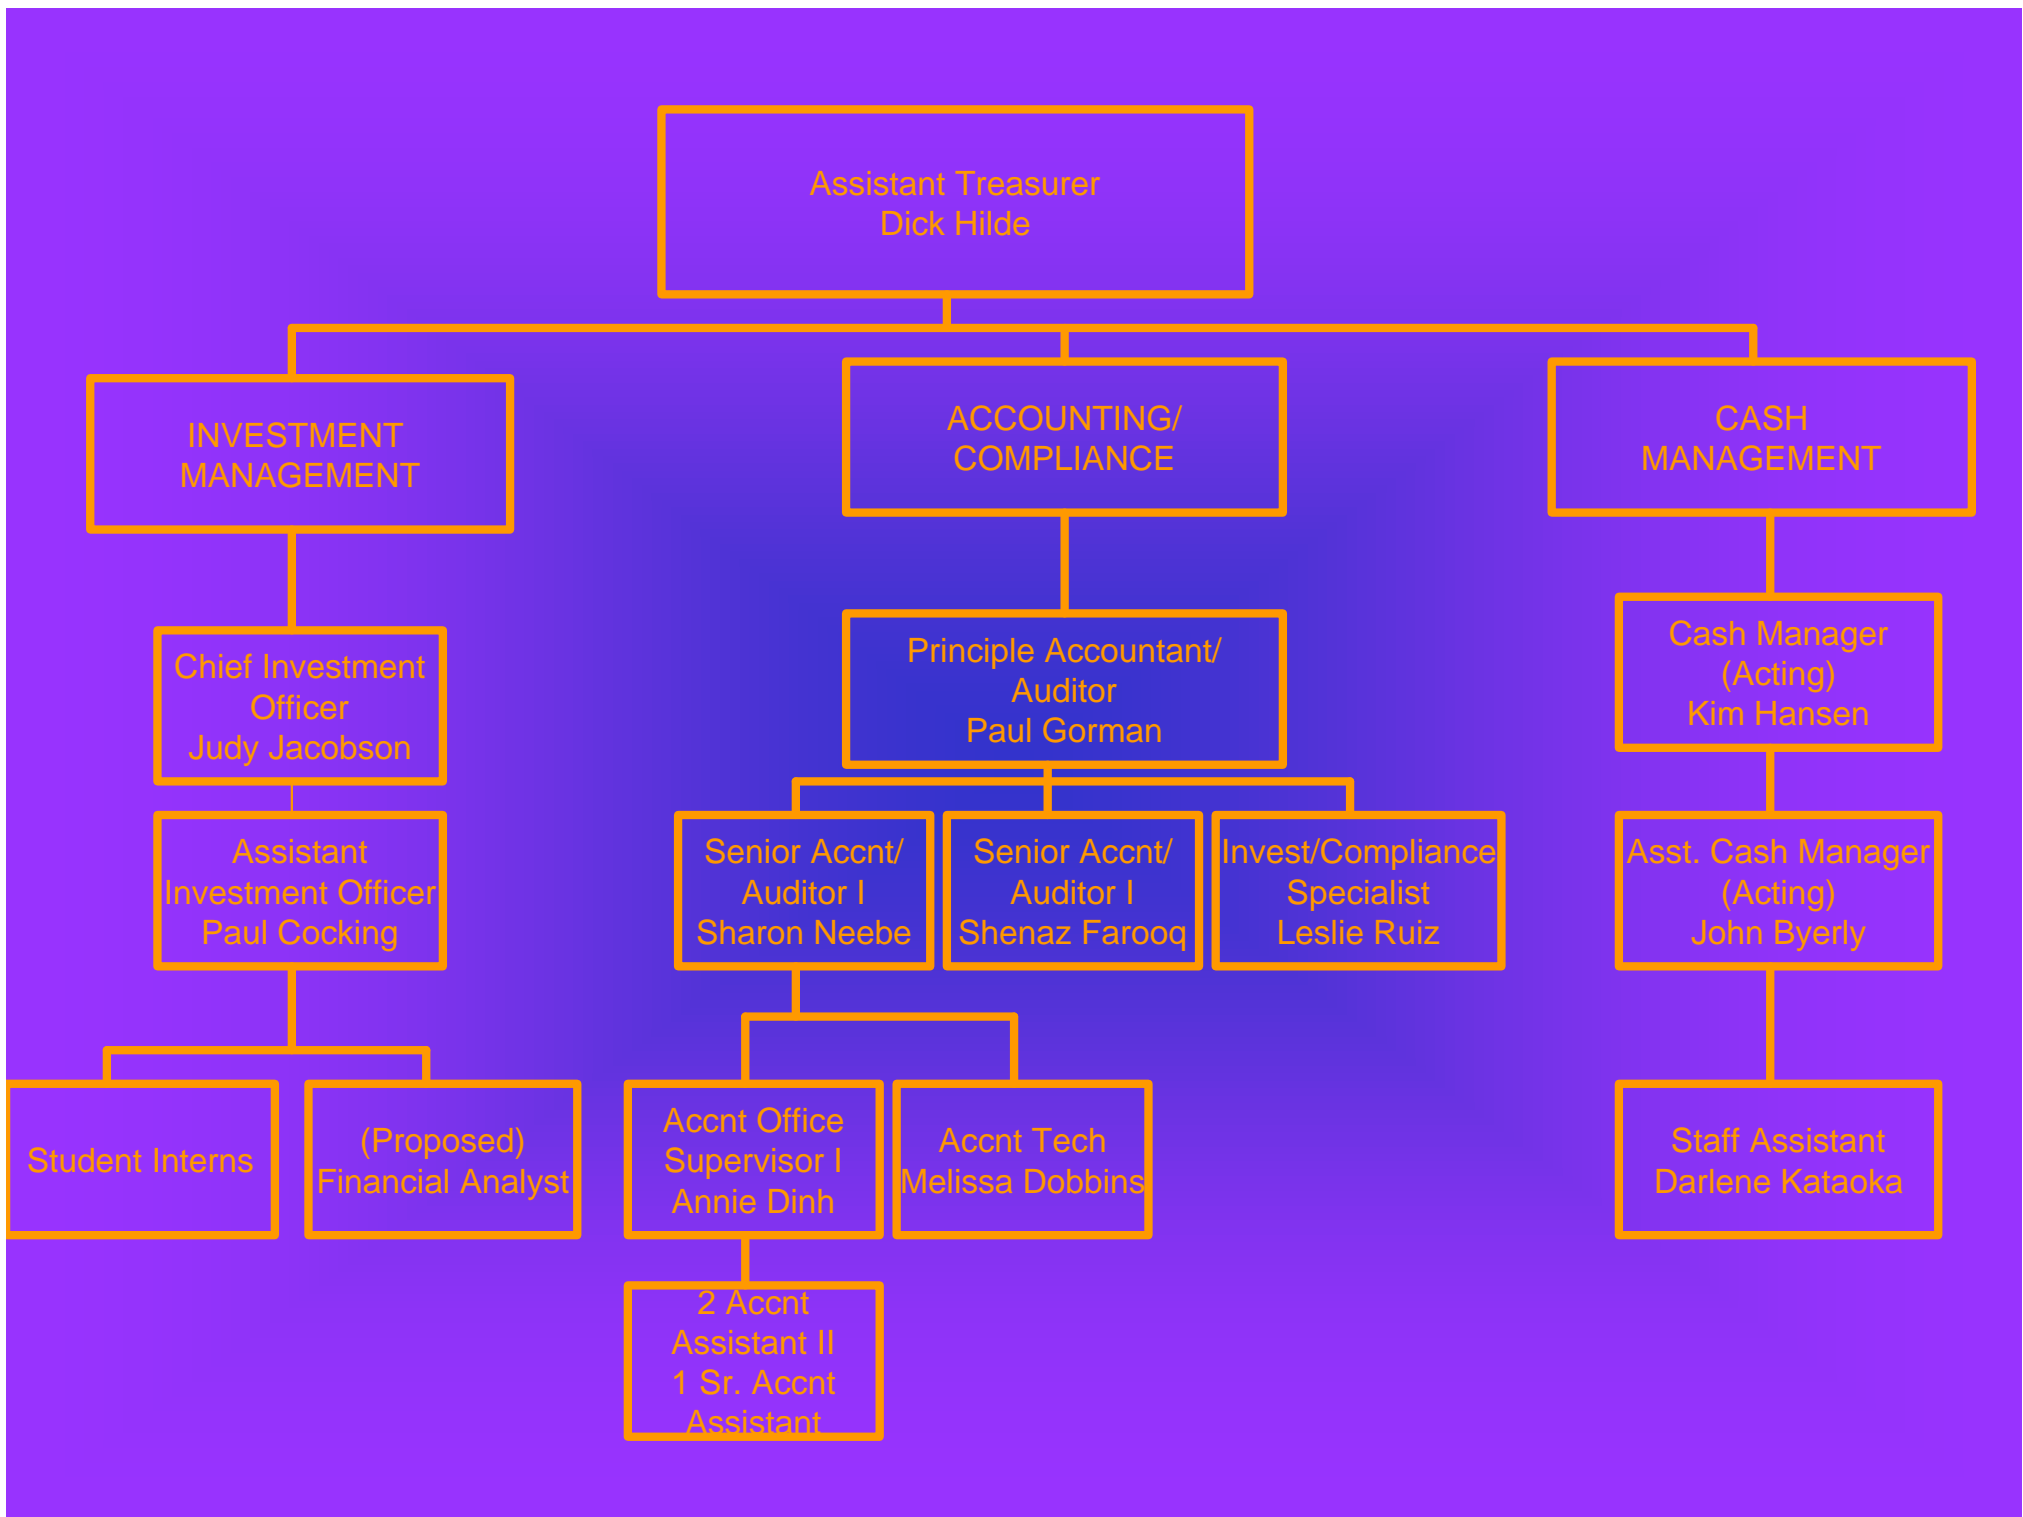 Assistant Treasurer
Dick Hilde
INVESTMENT
MANAGEMENT
ACCOUNTING/
COMPLIANCE
CASH
MANAGEMENT
Chief Investment
Officer
Judy Jacobson
Principle Accountant/
Auditor
Paul Gorman
Cash Manager
(Acting)
Kim Hansen
Assistant
Investment Officer
Paul Cocking
Senior Accnt/
Auditor I
Sharon Neebe
Senior Accnt/
Auditor I
Shenaz Farooq
Invest/Compliance
Specialist
Leslie Ruiz
Asst. Cash Manager
(Acting)
John Byerly
Student Interns
(Proposed)
Financial Analyst
Accnt Office
Supervisor I
Annie Dinh
Accnt Tech
Melissa Dobbins
Staff Assistant
Darlene Kataoka
2 Accnt
Assistant II
1 Sr. Accnt
Assistant